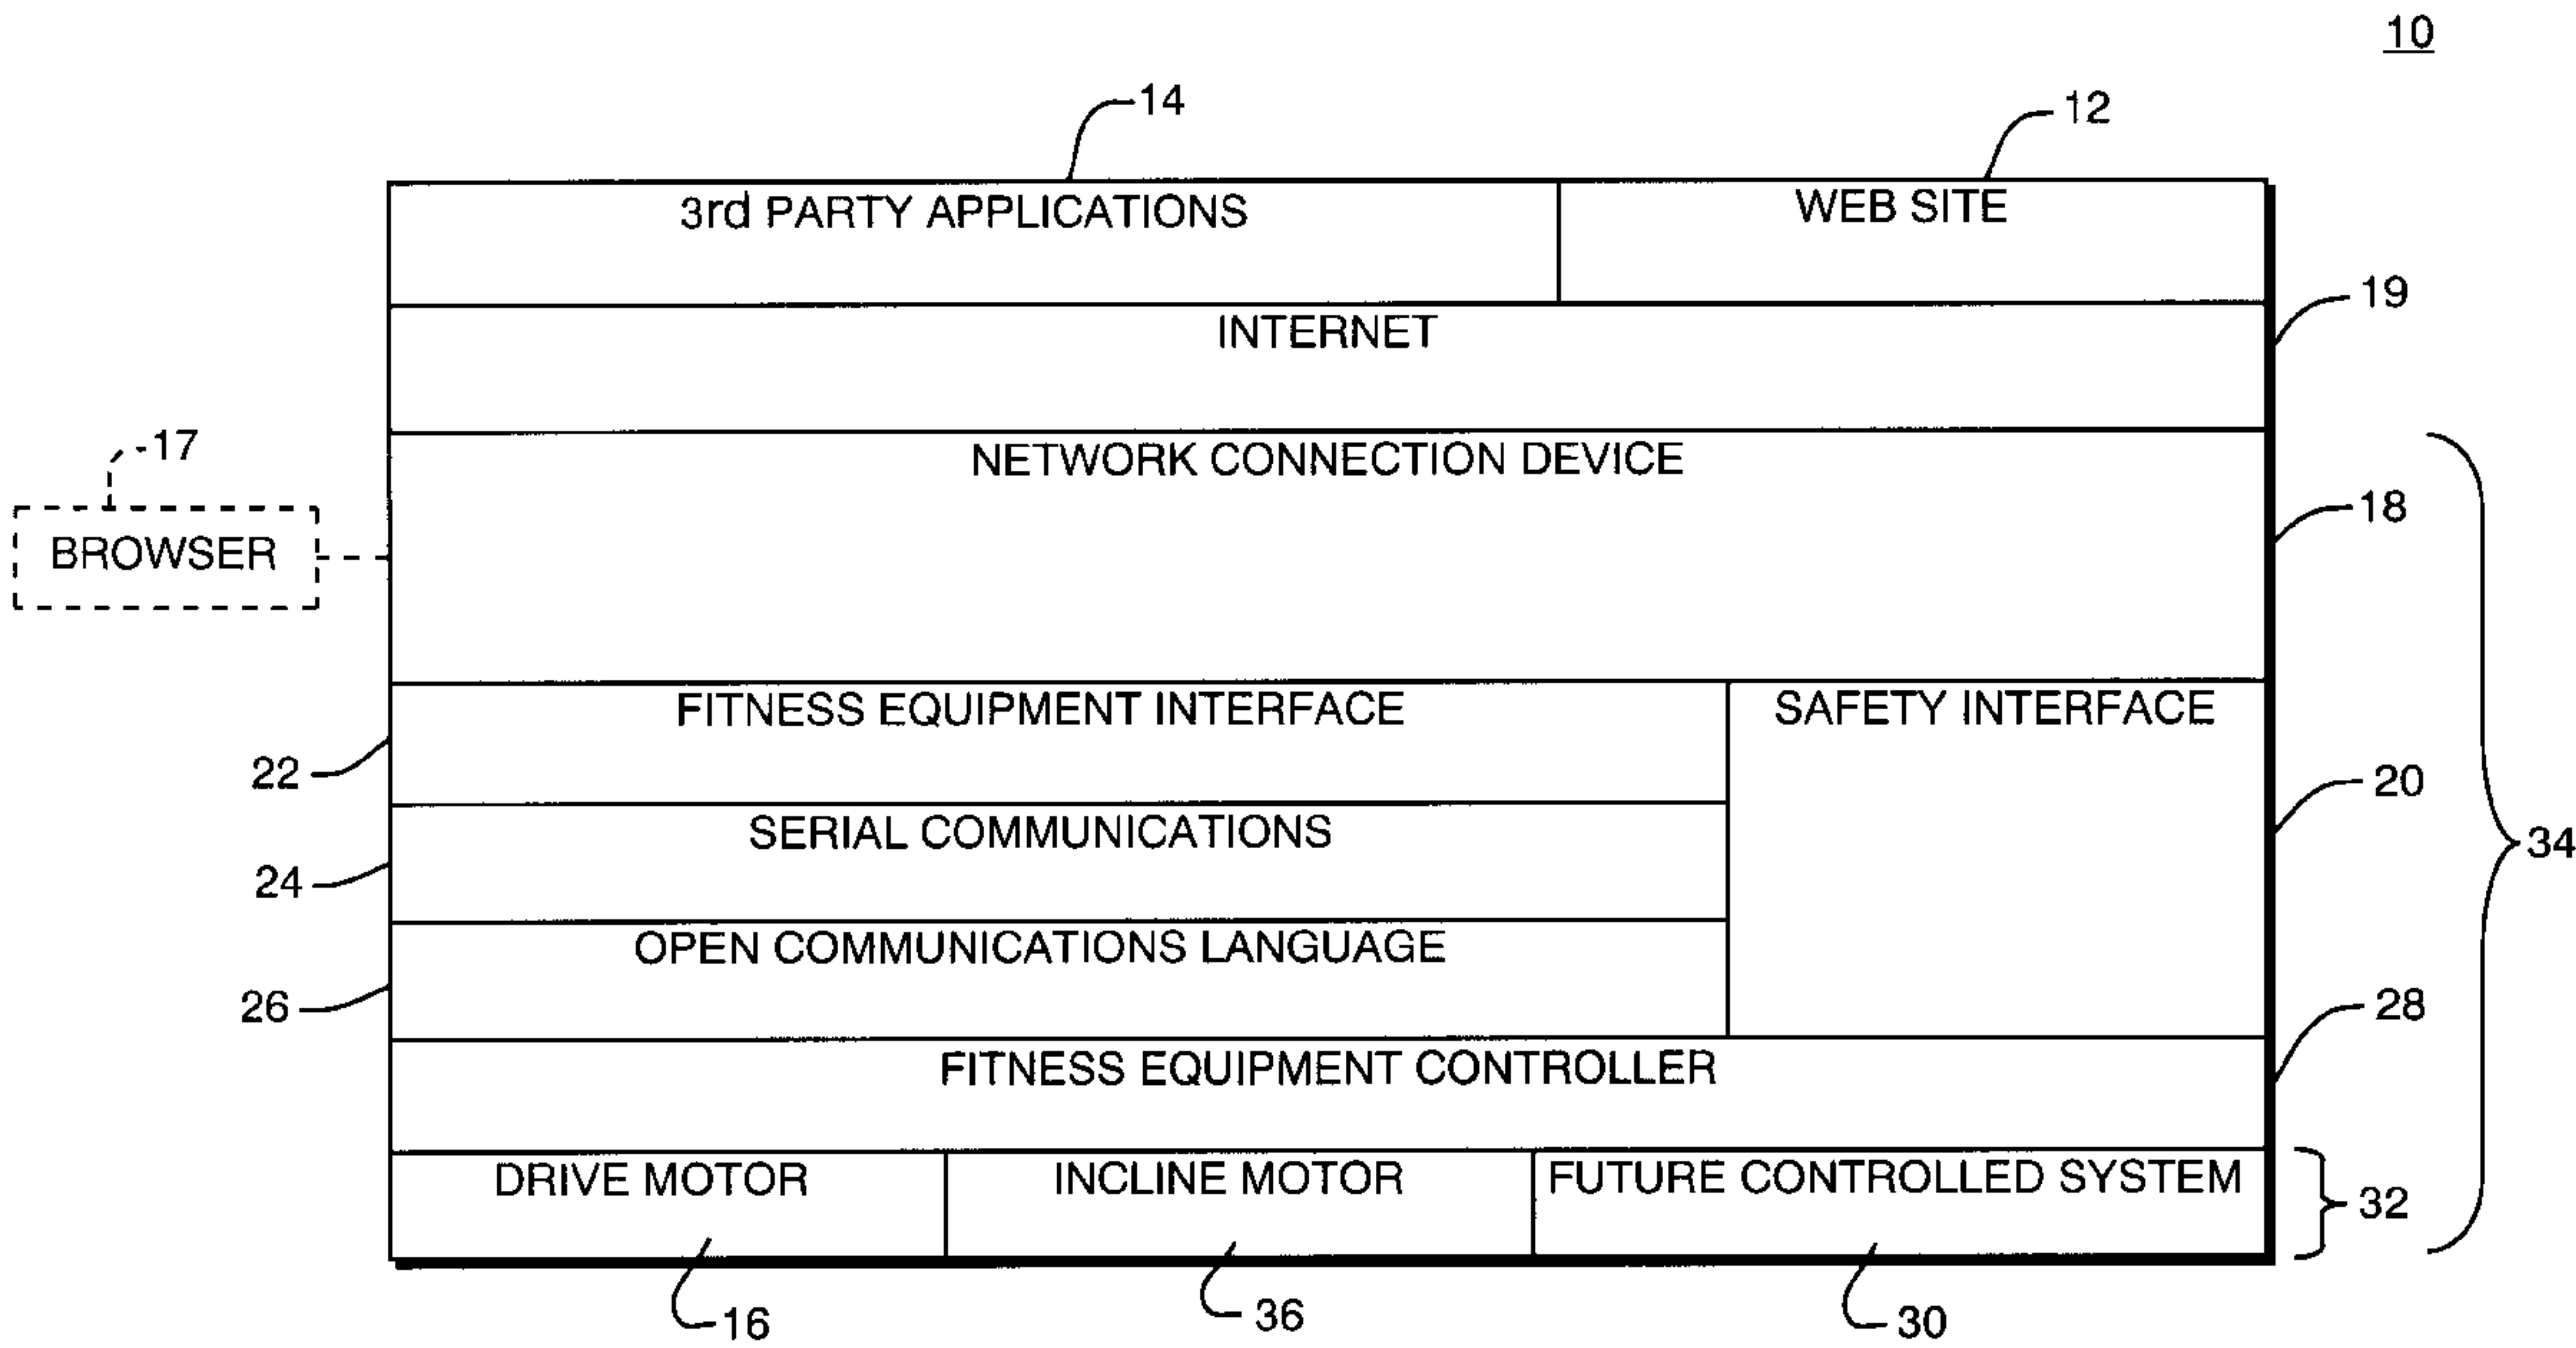 10
14
12
3rd PARTY APPLICATIONS
WEB SITE
19
INTERNET
17
NETWORK CONNECTION DEVICE
18
BROWSER
FITNESS EQUIPMENT INTERFACE
SAFETY INTERFACE
22
20
SERIAL COMMUNICATIONS
34
24
OPEN COMMUNICATIONS LANGUAGE
26
28
FITNESS EQUIPMENT CONTROLLER
DRIVE MOTOR
INCLINE MOTOR
FUTURE CONTROLLED SYSTEM
32
16
36
30